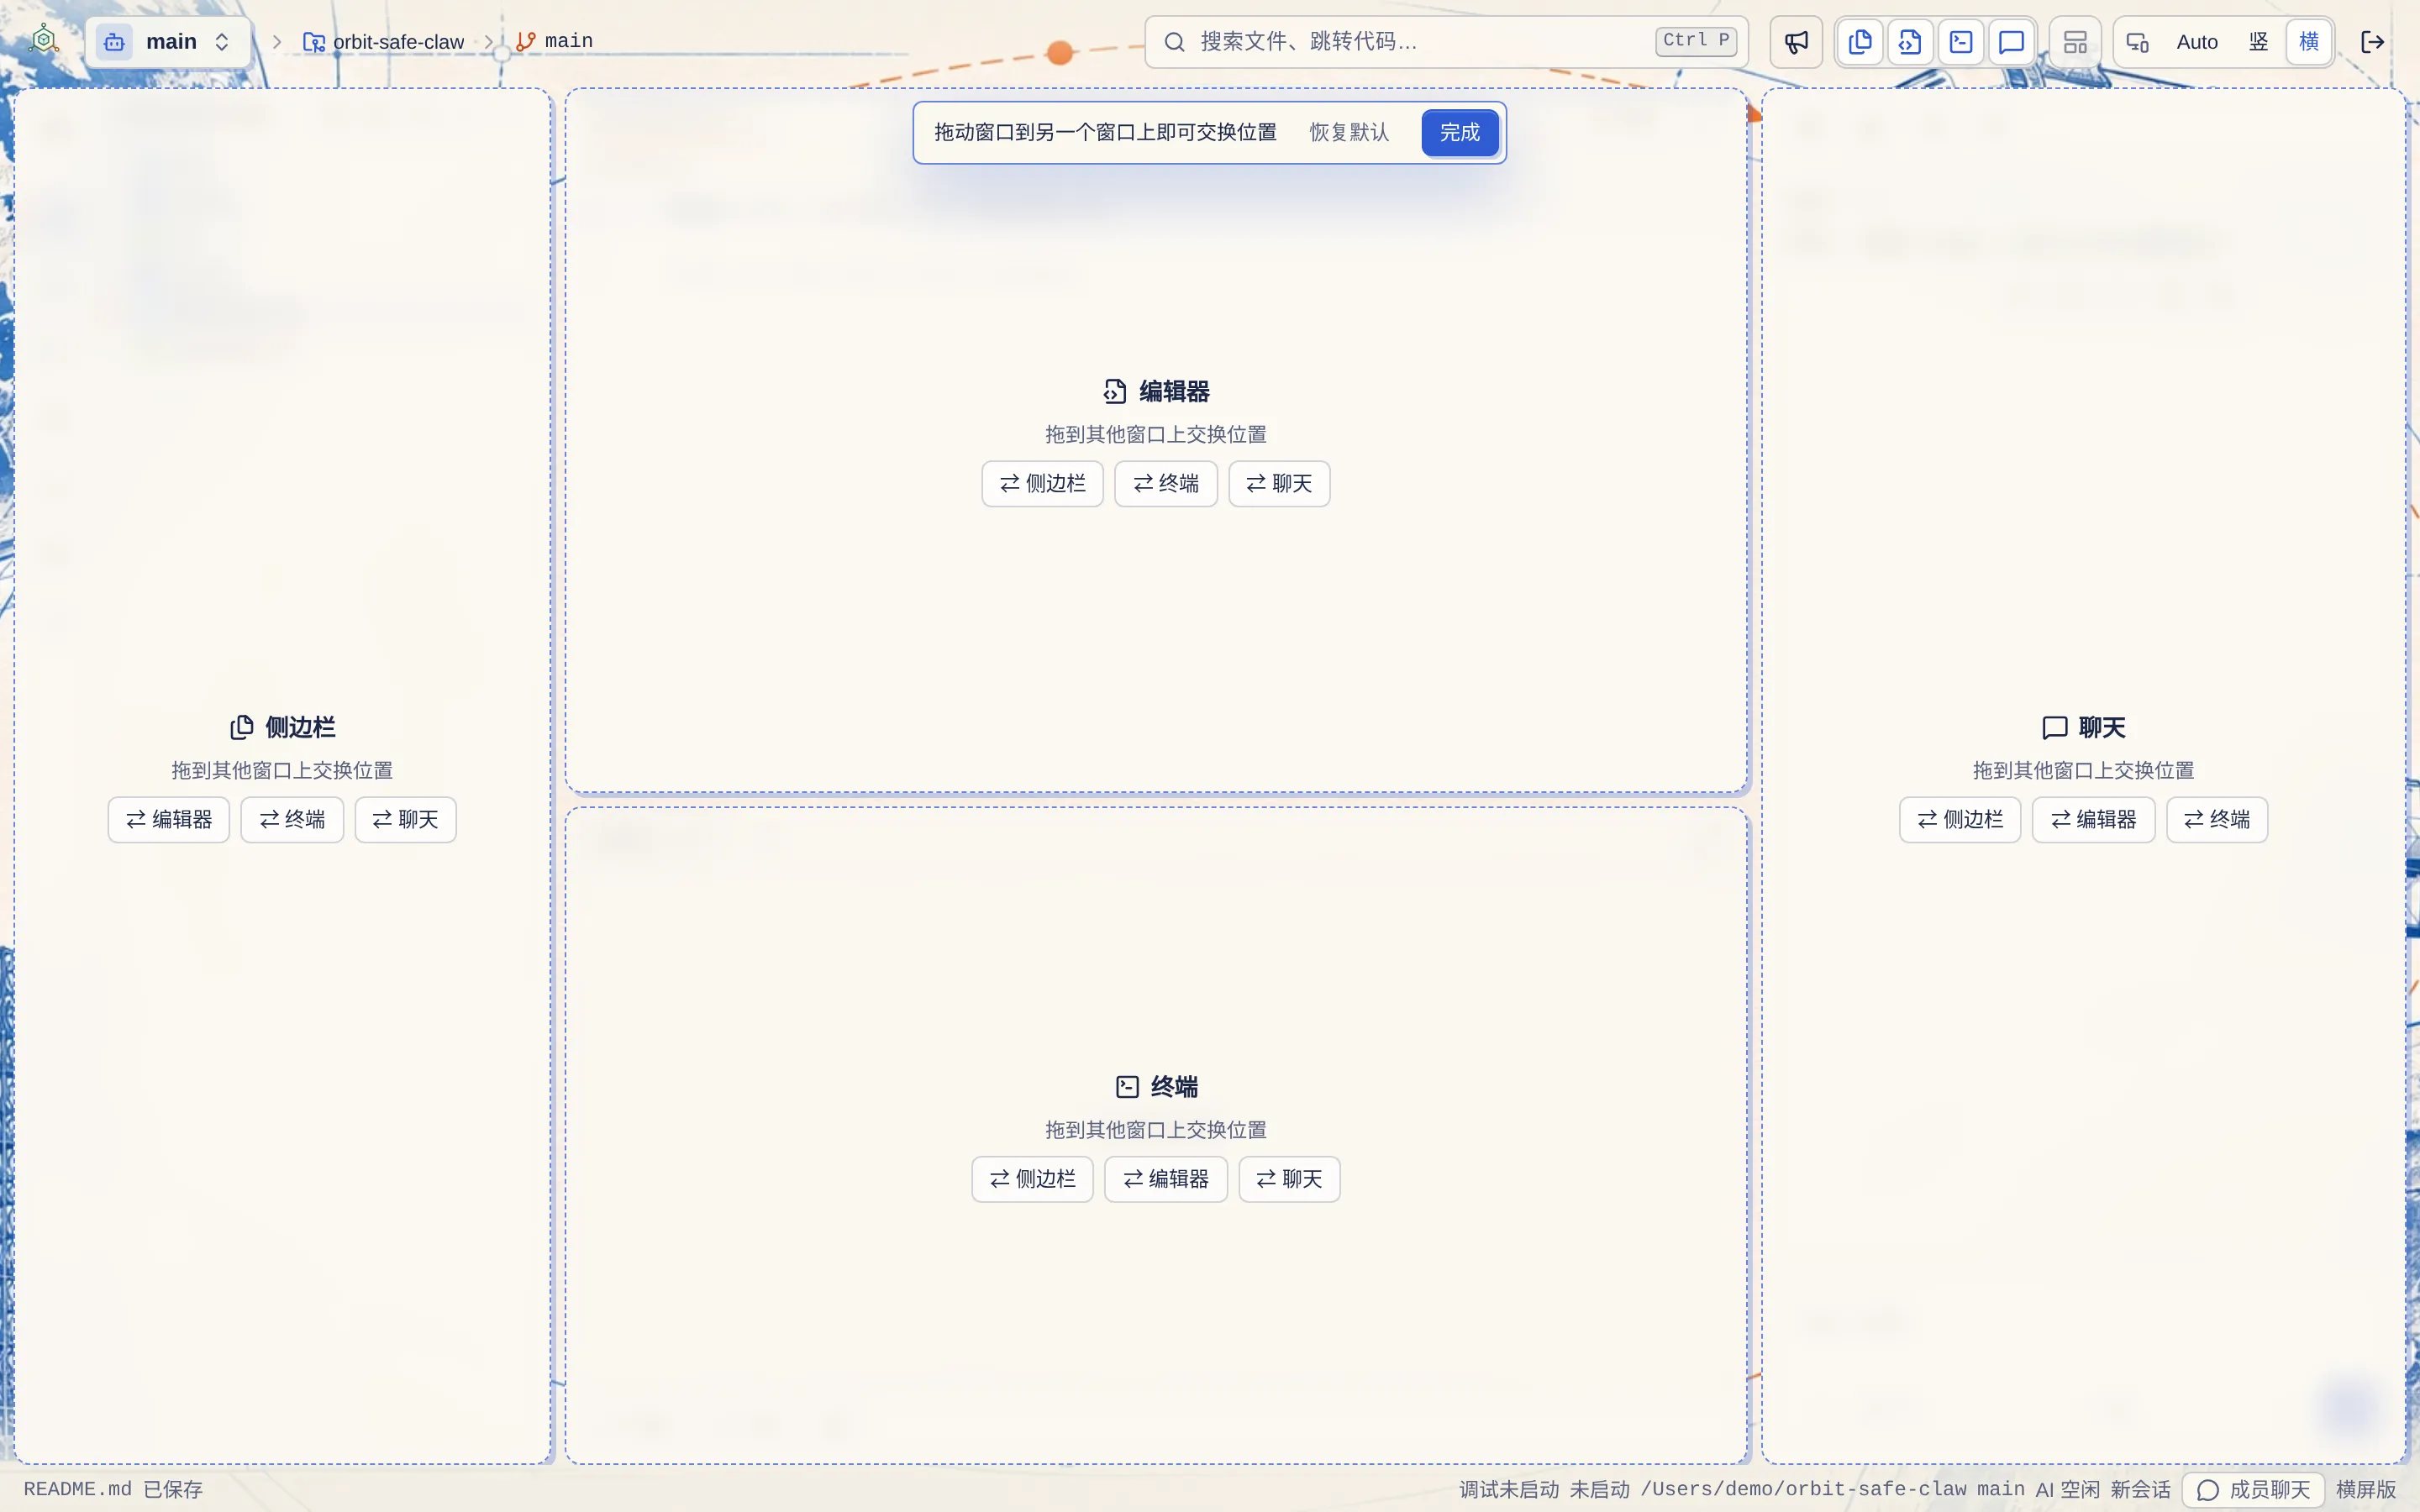 main orbit-safe-claw main 搜索文件、跳转代码... Ctrl P Auto 竖 横
拖动窗口到另一个窗口上即可交换位置 恢复默认 完成
编辑器
拖到其他窗口上交换位置
侧边栏 终端 聊天
侧边栏
拖到其他窗口上交换位置
编辑器 终端 聊天
聊天
拖到其他窗口上交换位置
侧边栏 编辑器 终端
终端
拖到其他窗口上交换位置
侧边栏 编辑器 聊天
README.md 已保存 调试未启动 未启动 /Users/demo/orbit-safe-claw main AI 空闲 新会话 成员聊天 横屏版